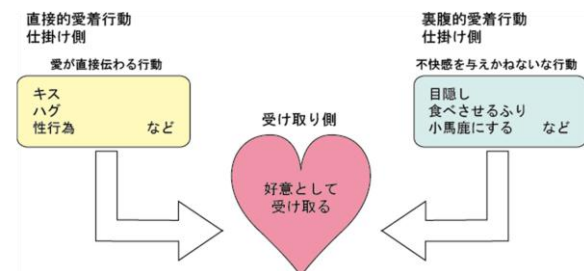 直接的愛着行動
仕掛け側
愛が直接伝わる行動
キス
ハグ
性行為　　など
受け取り側
好意として
受け取る
裏腹的愛着行動
仕掛け側
不快感を与えかねないな行動
目隠し
食べさせるふり
小馬鹿にする　など